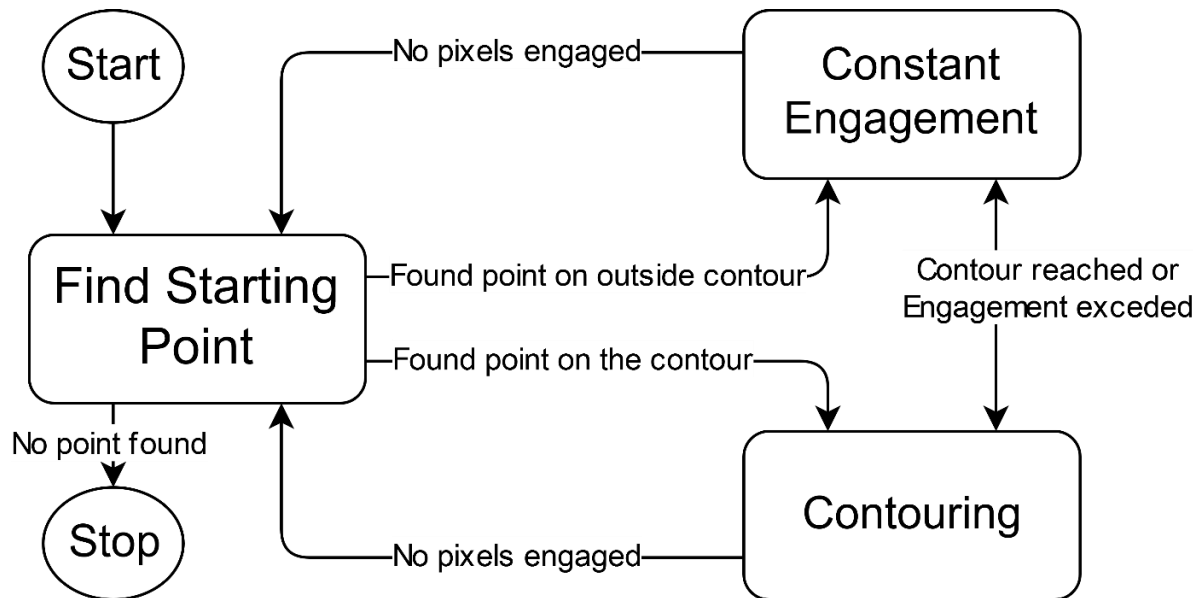 Start
No pixels engaged
Constant
Engagement
Find Starting
Point
Found point on outside contour
Contour reached or
Engagement exceded
Found point on the contour
No point found
Contouring
Stop
No pixels engaged